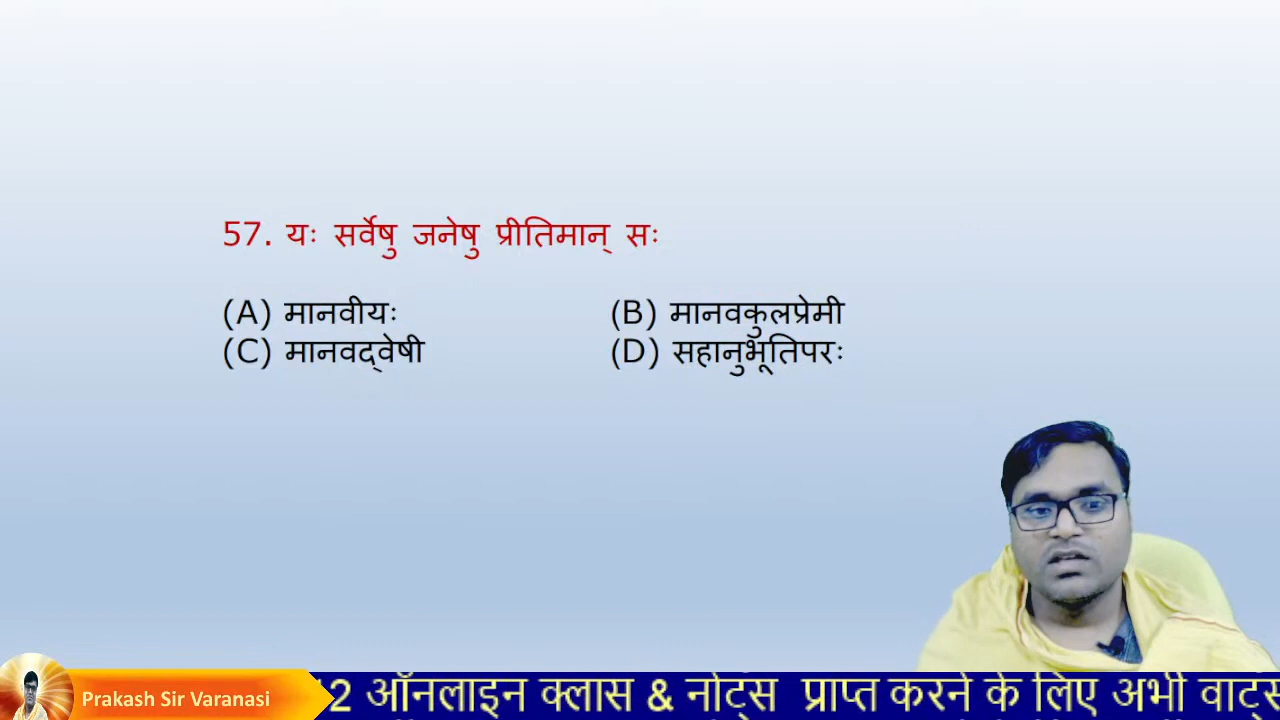 57. यः सर्वेषु जनेषु प्रीतिमान् सः
(A) मानवीयः (B) मानवकुलप्रेमी
(C) मानवद्वेषी (D) सहानुभूतिपरः
Prakash Sir Varanasi
2 ऑनलाइन क्लास & नोट्स प्राप्त करने के लिए अभी वाट्स